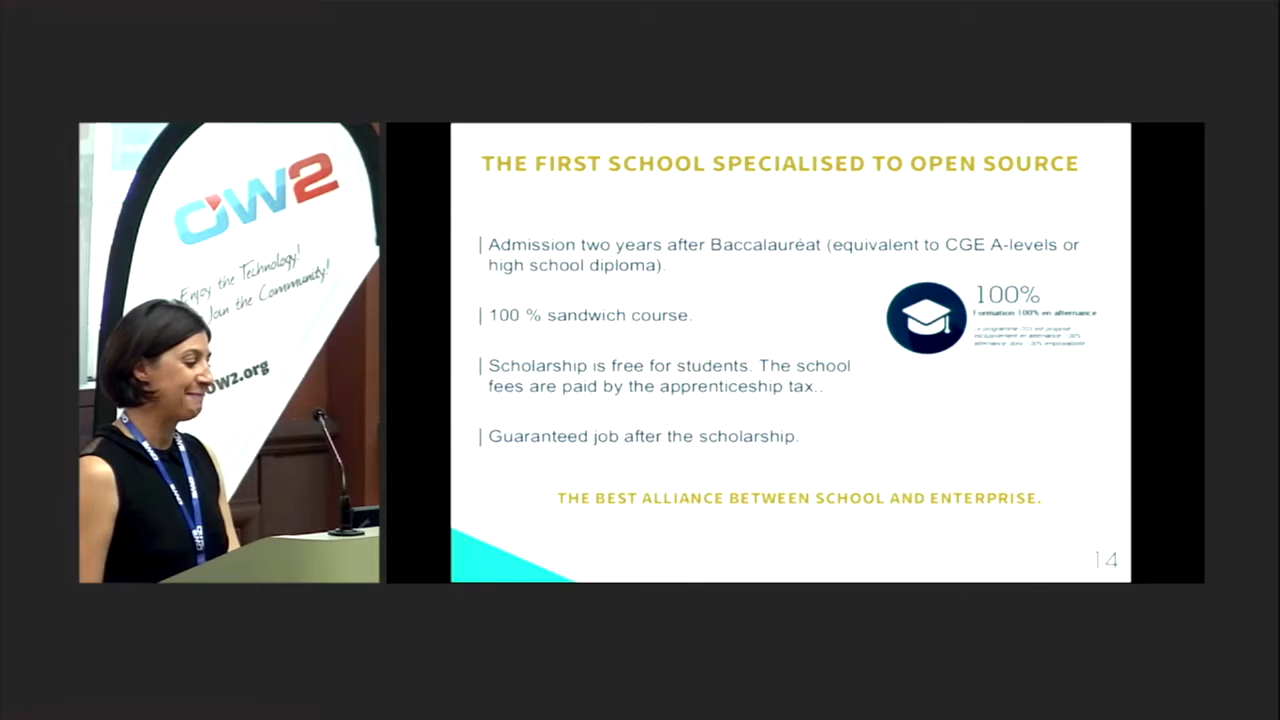 OW2
Enjoy the Technology!
Join the Community!
ow2.org
THE FIRST SCHOOL SPECIALISED TO OPEN SOURCE
Admission two years after Baccalauréat (equivalent to CGE A-levels or
high school diploma).
100 % sandwich course.
100%
Formation 100% en alternance
Scholarship is free for students. The school
fees are paid by the apprenticeship tax..
Guaranteed job after the scholarship.
THE BEST ALLIANCE BETWEEN SCHOOL AND ENTERPRISE.
14